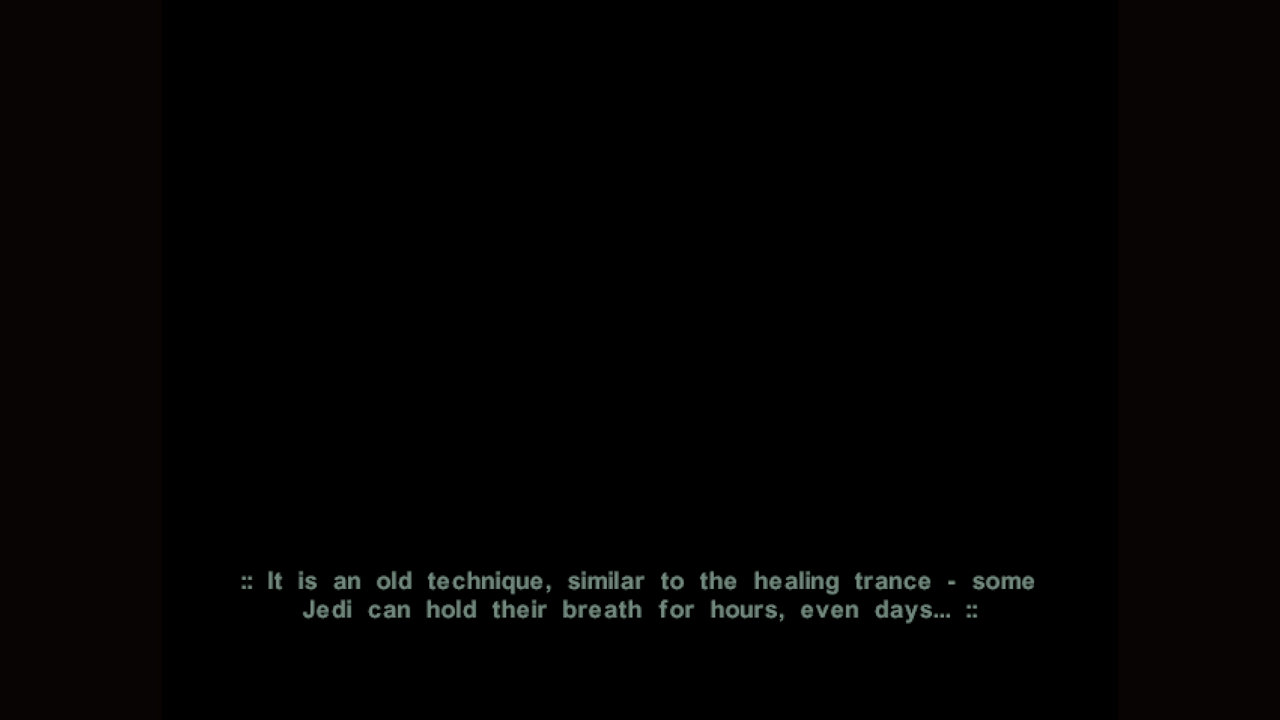 :: It is an old technique, similar to the healing trance - some
Jedi can hold their breath for hours, even days... ::